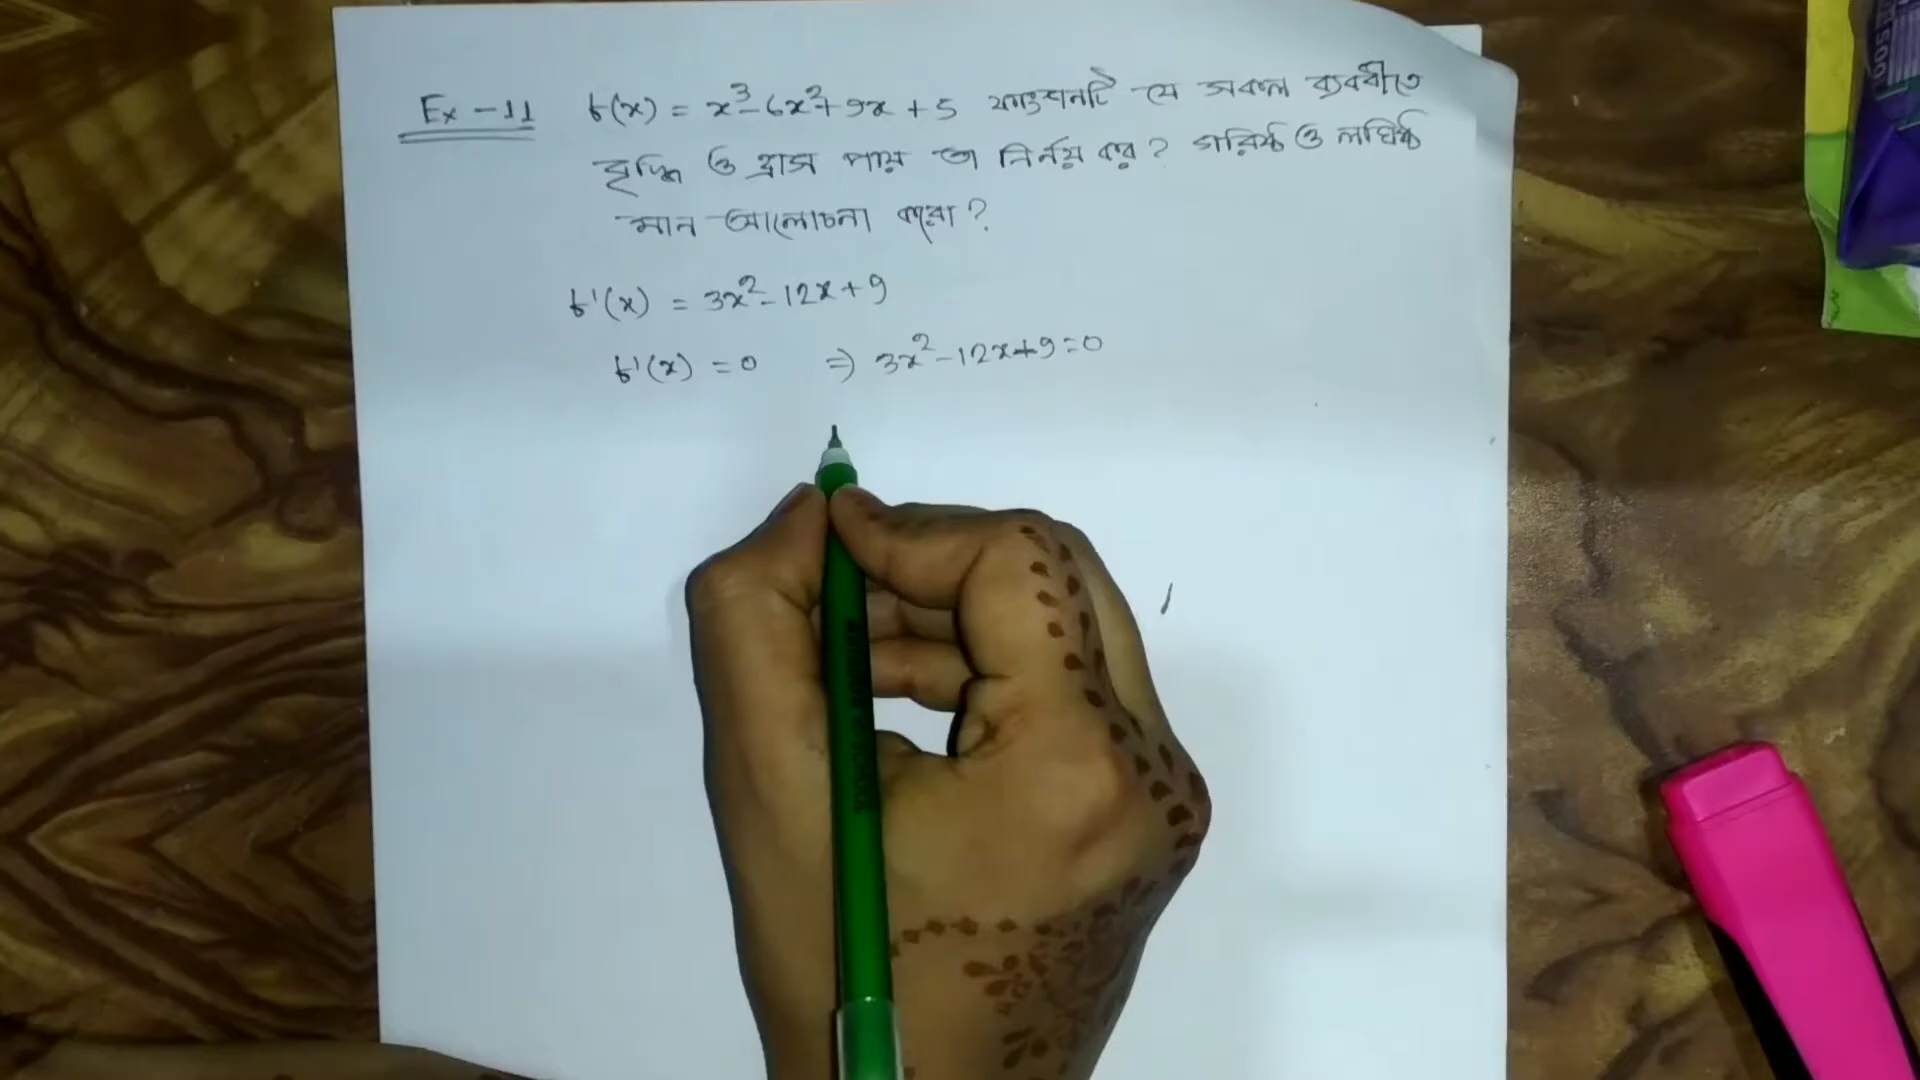 Ex - 11 f(x) = x³ - 6x² + 9x + 5 ফাংশনটি যে সকল ব্যবধীতে
বৃদ্ধি ও হ্রাস পায় তা নির্নয় কর? গরিষ্ঠ ও লঘিষ্ঠ
মান আলোচনা করো?
f'(x) = 3x² - 12x + 9
f'(x) = 0 ⇒ 3x² - 12x + 9 = 0